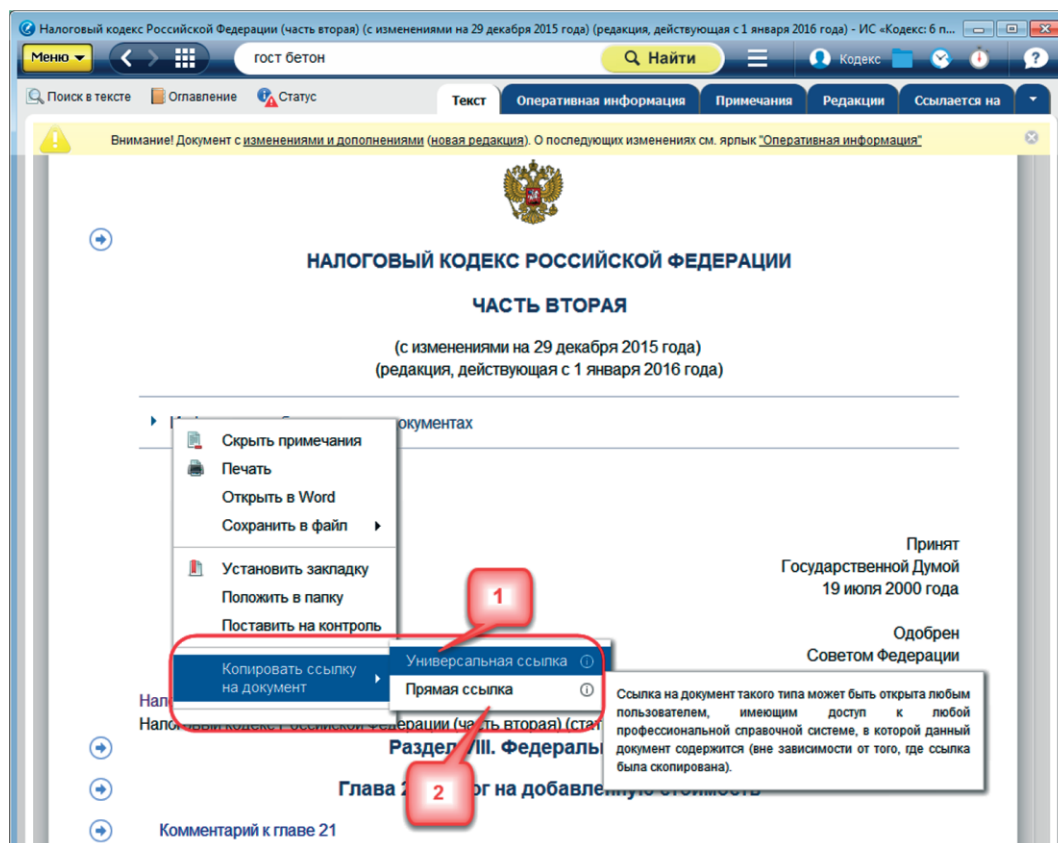 Налоговый кодекс Российской Федерации (часть вторая) (с изменениями на 29 декабря 2015 года) (редакция, действующая с 1 января 2016 года) - ИС «Кодекс: 6 п...
Меню
гост бетон
Найти
Кодекс
?
Поиск в тексте
Оглавление
Статус
Текст
Оперативная информация
Примечания
Редакции
Ссылается на
Внимание! Документ с изменениями и дополнениями (новая редакция). О последующих изменениях см. ярлык "Оперативная информация"
НАЛОГОВЫЙ КОДЕКС РОССИЙСКОЙ ФЕДЕРАЦИИ
ЧАСТЬ ВТОРАЯ
(с изменениями на 29 декабря 2015 года)
(редакция, действующая с 1 января 2016 года)
окументах
Скрыть примечания
Печать
Открыть в Word
Сохранить в файл
Установить закладку
Положить в папку
Поставить на контроль
Копировать ссылку
на документ
Универсальная ссылка
Прямая ссылка
1
2
Принят
Государственной Думой
19 июля 2000 года
Одобрен
Советом Федерации
Ссылка на документ такого типа может быть открыта любым
пользователем, имеющим доступ к любой
профессиональной справочной системе, в которой данный
документ содержится (вне зависимости от того, где ссылка
была скопирована).
Нал
Налоговый кодекс Российской Федерации (часть вторая) (стат
Раздел VIII. Федераль
Глава 2 ог на добавленную стоимость
Комментарий к главе 21